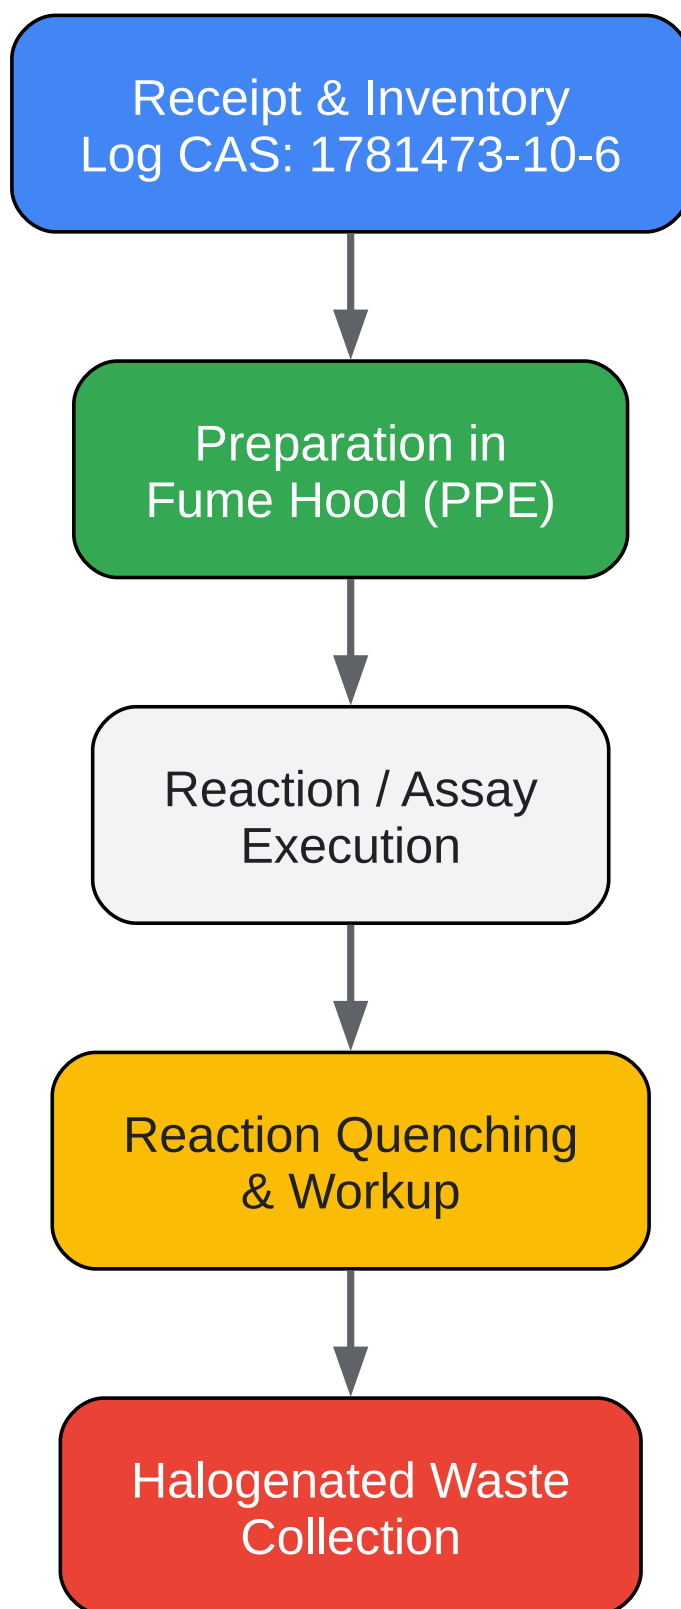 Receipt & Inventory
Log CAS: 1781473-10-6
Preparation in
Fume Hood (PPE)
Reaction / Assay
Execution
Reaction Quenching
& Workup
Halogenated Waste
Collection